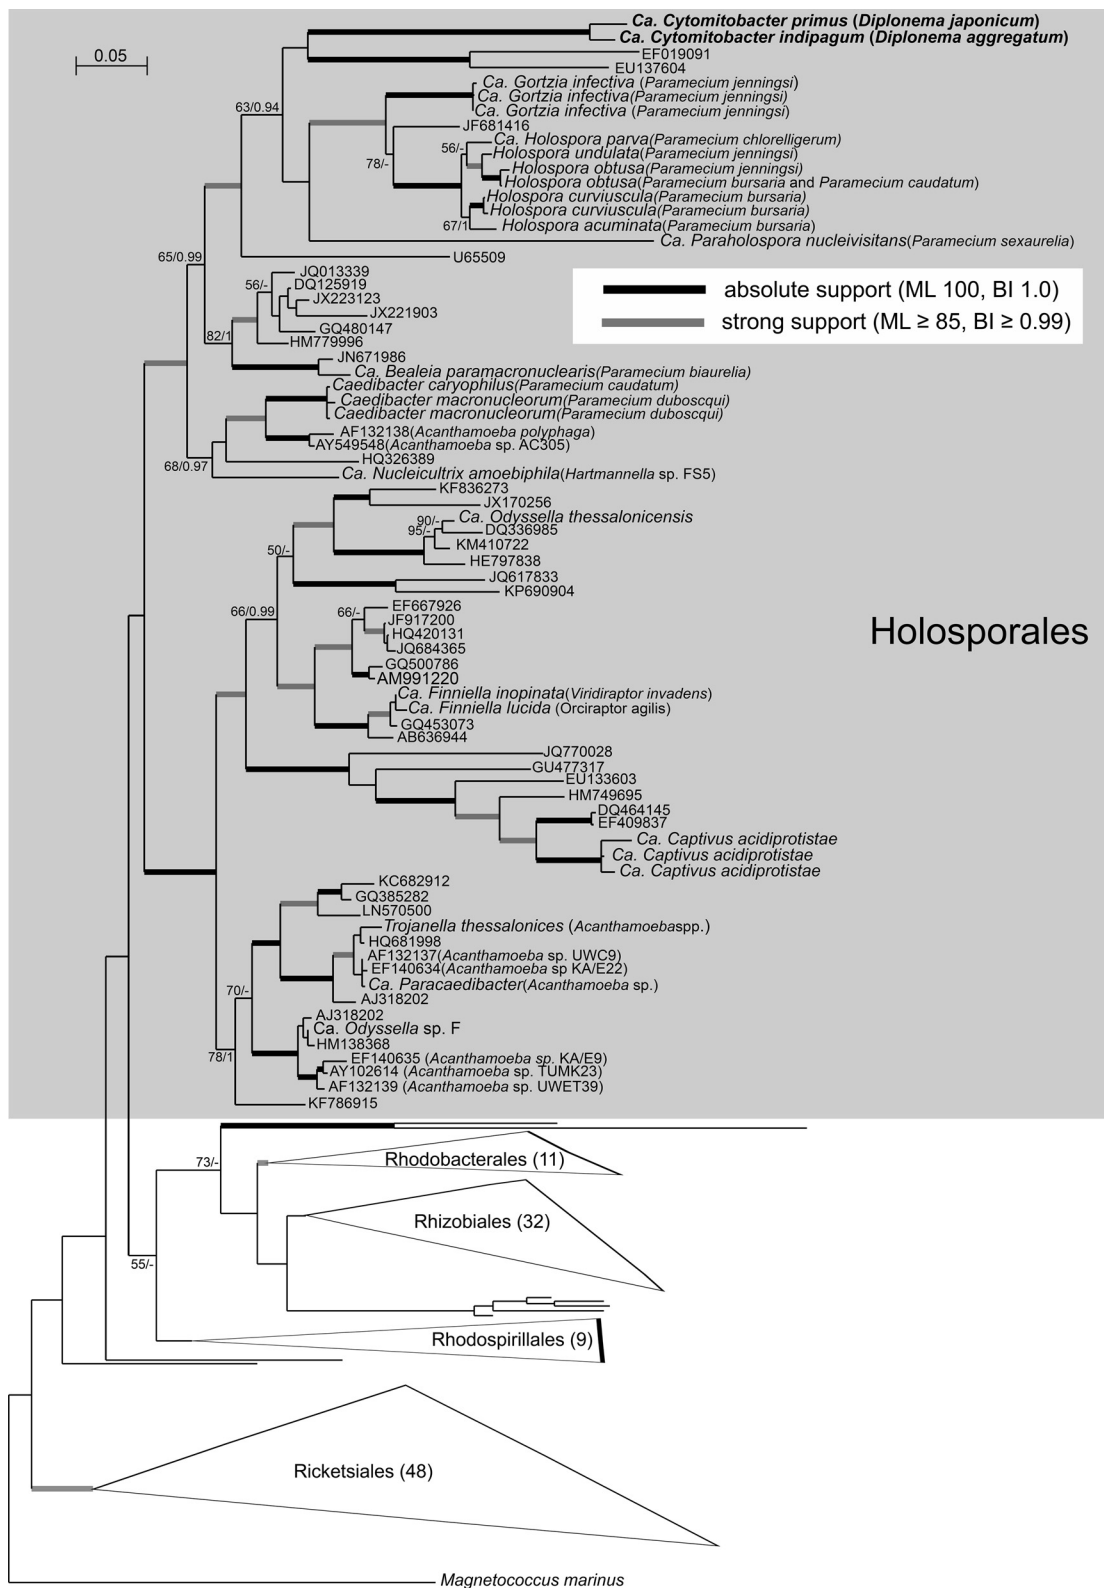 Ca. Cytomitobacter primus (Diplonema japonicum)
Ca. Cytomitobacter indipagum (Diplonema aggregatum)
0.05
EF019091
EU137604
Ca. Gortzia infectiva (Paramecium jenningsi)
Ca. Gortzia infectiva(Paramecium jenningsi)
Ca. Gortzia infectiva (Paramecium jenningsi)
63/0.94
JF681416
Ca. Holospora parva(Paramecium chlorelligerum)
56/-
Holospora undulata(Paramecium jenningsi)
78/-
Holospora obtusa(Paramecium jenningsi)
Holospora obtusa(Paramecium bursaria and Paramecium caudatum)
Holospora curviuscula(Paramecium bursaria)
Holospora curviuscula(Paramecium bursaria)
67/1
Holospora acuminata(Paramecium bursaria)
Ca. Paraholospora nucleivisitans(Paramecium sexaurelia)
65/0.99
U65509
JQ013339
56/-
DQ125919
JX223123
JX221903
GQ480147
82/1
HM779996
absolute support (ML 100, BI 1.0)
strong support (ML ≥ 85, BI ≥ 0.99)
JN671986
Ca. Bealeia paramacronuclearis(Paramecium biaurelia)
Caedibacter caryophilus(Paramecium caudatum)
Caedibacter macronucleorum(Paramecium duboscqui)
Caedibacter macronucleorum(Paramecium duboscqui)
AF132138(Acanthamoeba polyphaga)
AY549548(Acanthamoeba sp. AC305)
HQ326389
68/0.97
Ca. Nucleicultrix amoebiphila(Hartmannella sp. FS5)
KF836273
JX170256
90/-
Ca. Odyssella thessalonicensis
95/-
DQ336985
KM410722
50/-
HE797838
JQ617833
KP690904
66/0.99
66/-
EF667926
JF917200
HQ420131
JQ684365
Holosporales
GQ500786
AM991220
Ca. Finniella inopinata(Viridiraptor invadens)
Ca. Finniella lucida (Orciraptor agilis)
GQ453073
AB636944
JQ770028
GU477317
EU133603
HM749695
DQ464145
EF409837
Ca. Captivus acidiprotistae
Ca. Captivus acidiprotistae
Ca. Captivus acidiprotistae
KC682912
GQ385282
LN570500
Trojanella thessalonices (Acanthamoebaspp.)
HQ681998
AF132137(Acanthamoeba sp. UWC9)
EF140634(Acanthamoeba sp KA/E22)
Ca. Paracaedibacter(Acanthamoeba sp.)
70/-
AJ318202
AJ318202
Ca. Odyssella sp. F
HM138368
78/1
EF140635 (Acanthamoeba sp. KA/E9)
AY102614 (Acanthamoeba sp. TUMK23)
AF132139 (Acanthamoeba sp. UWET39)
KF786915
73/-
Rhodobacterales (11)
Rhizobiales (32)
55/-
Rhodospirillales (9)
Ricketsiales (48)
Magnetococcus marinus